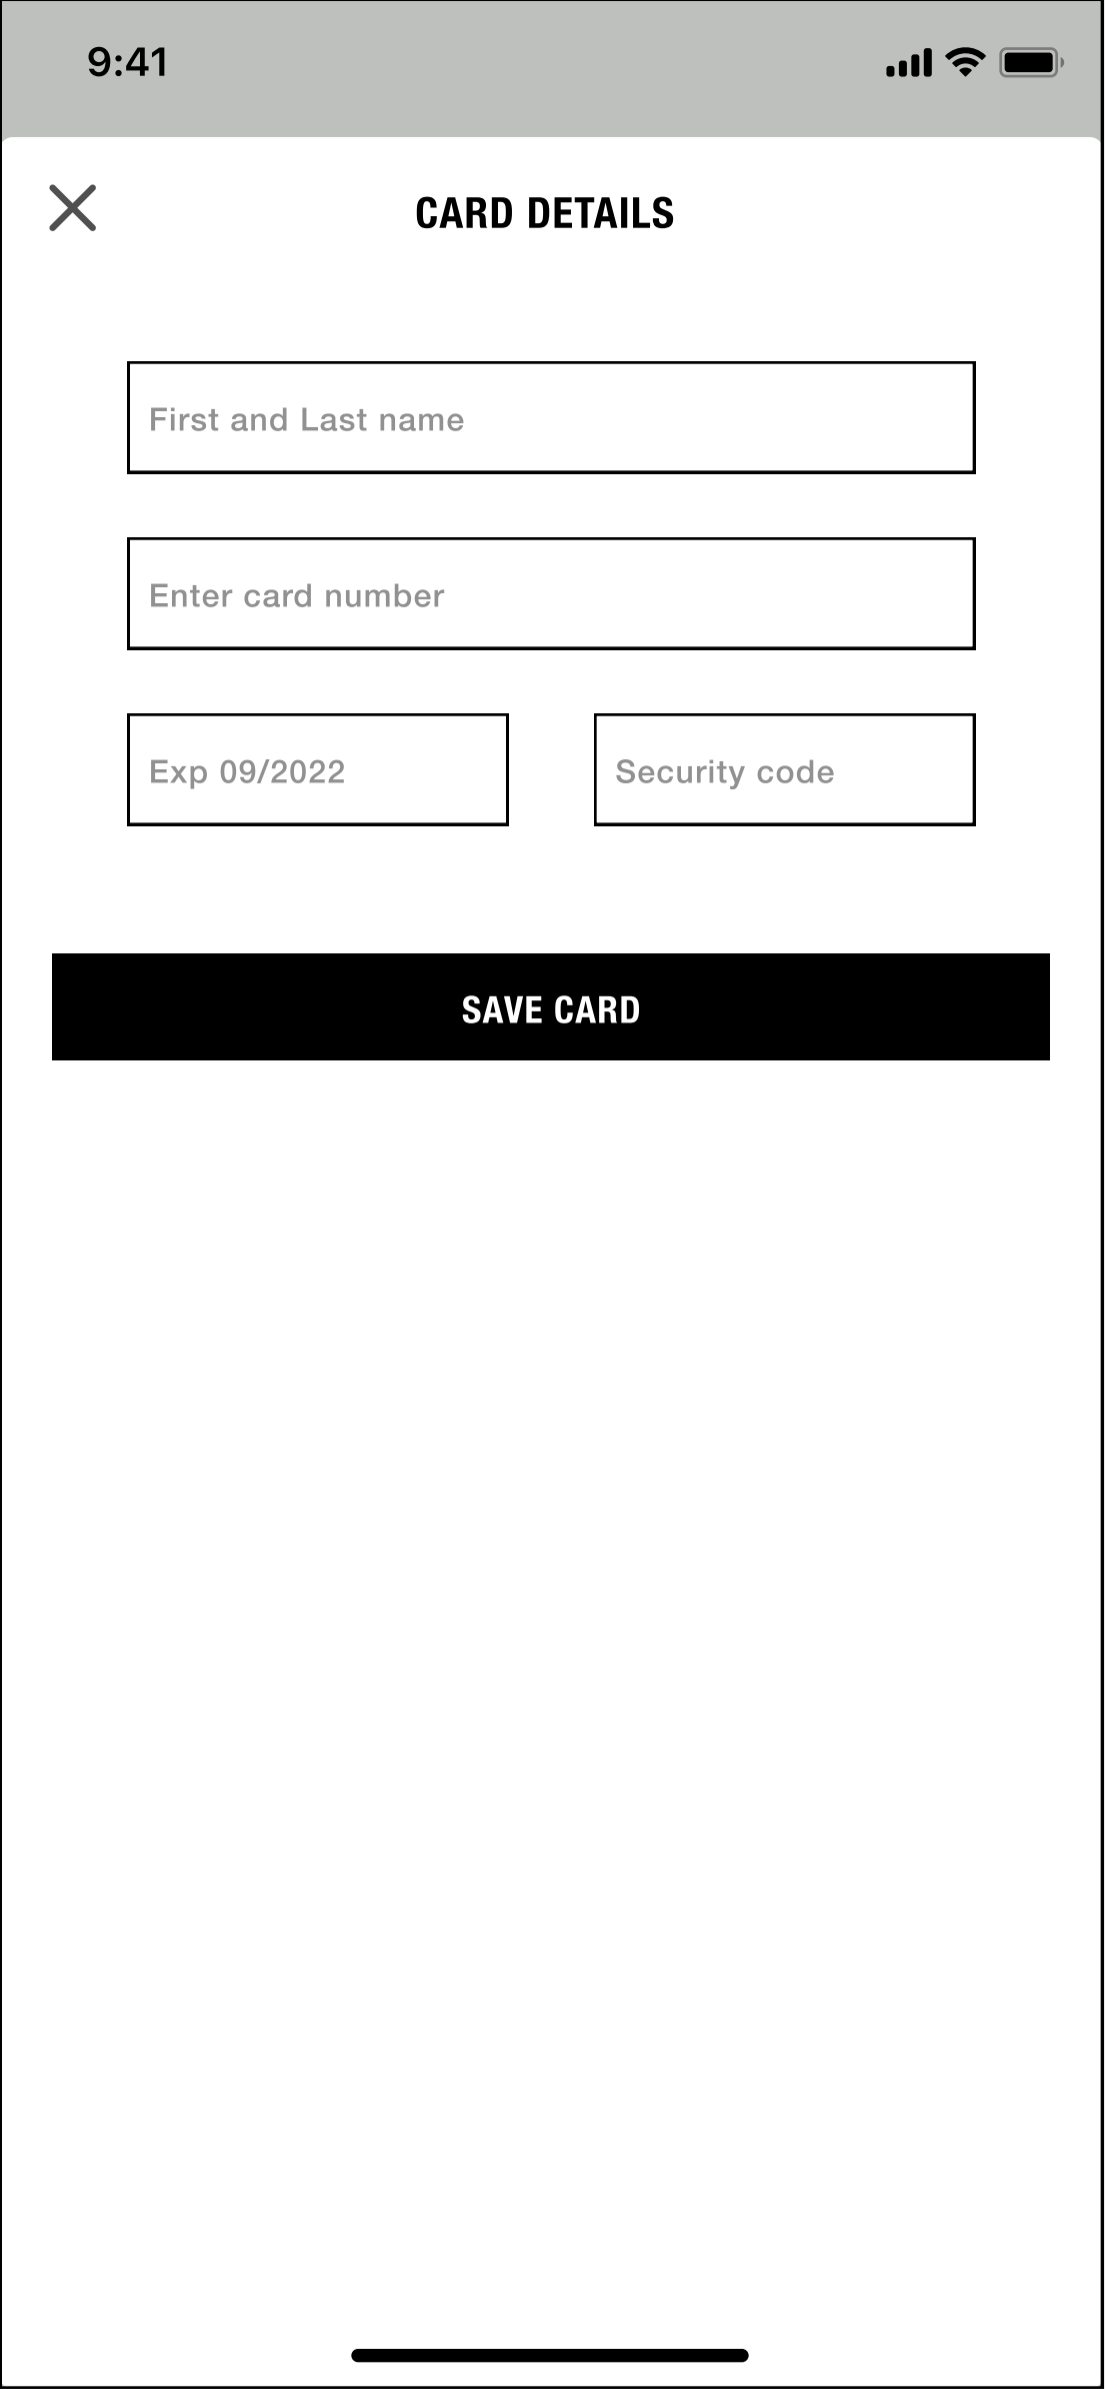 9:41
CARD DETAILS
First and Last name
Enter card number
Exp 09/2022
Security code
SAVE CARD